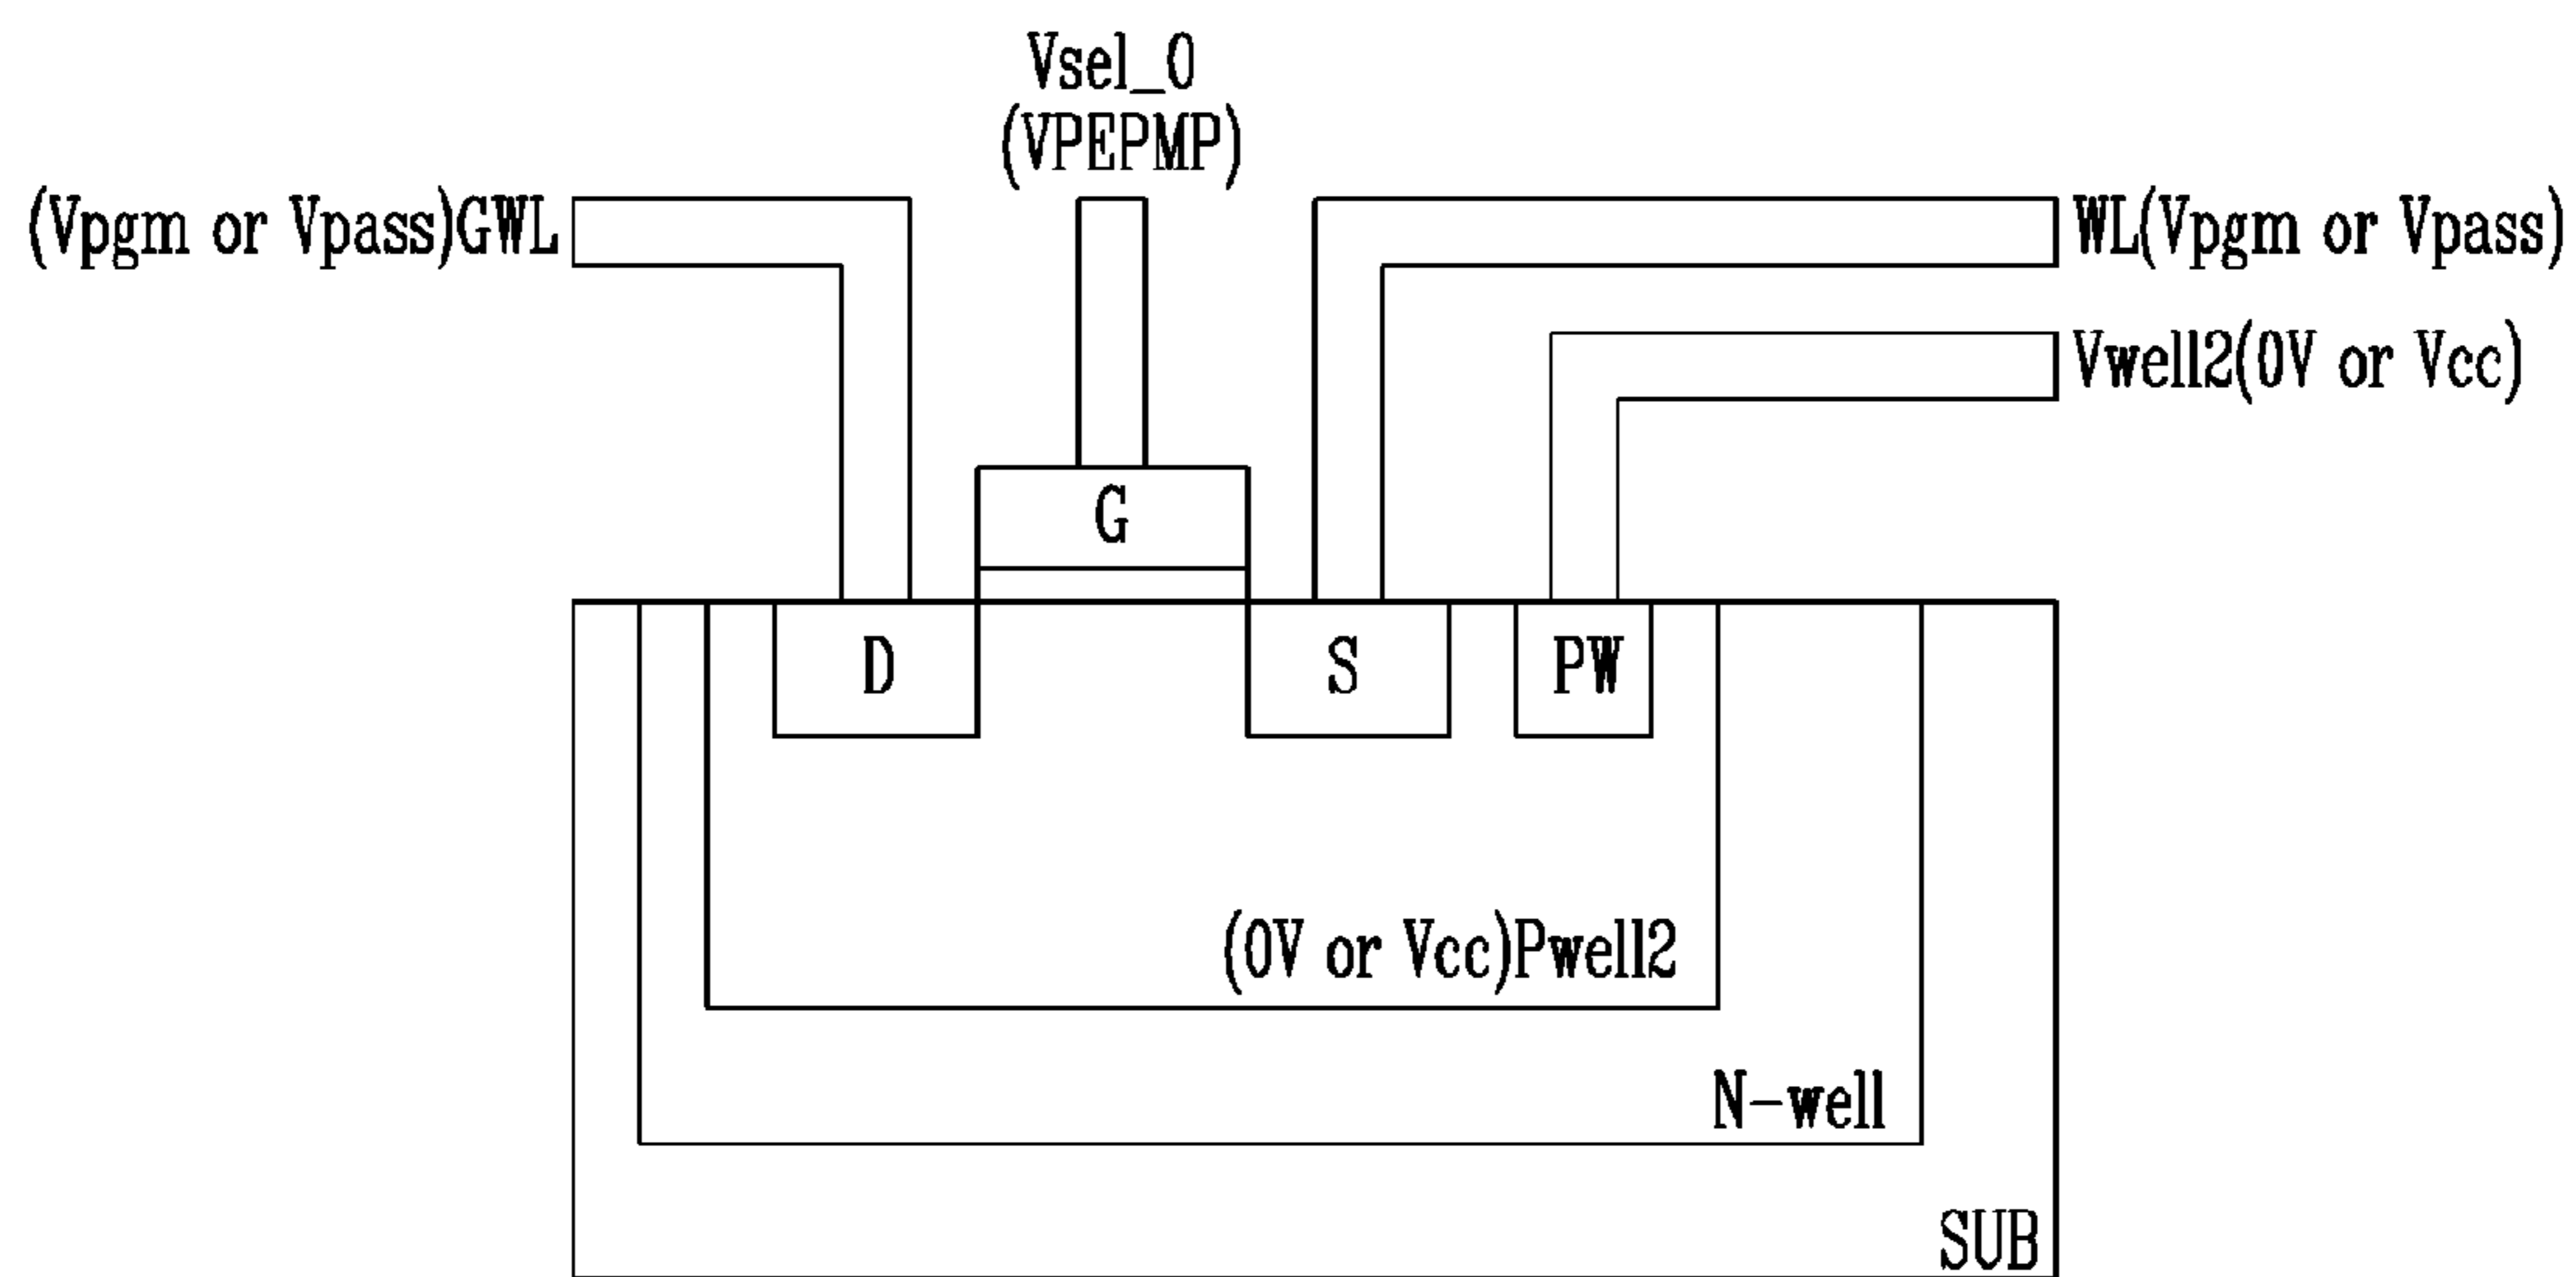 Vsel_0
(VPEPMP)
(Vpgm or Vpass)GWL
WL(Vpgm or Vpass)
Vwell2(0V or Vcc)
G
D
S
PW
(0V or Vcc)Pwell2
N-well
SUB